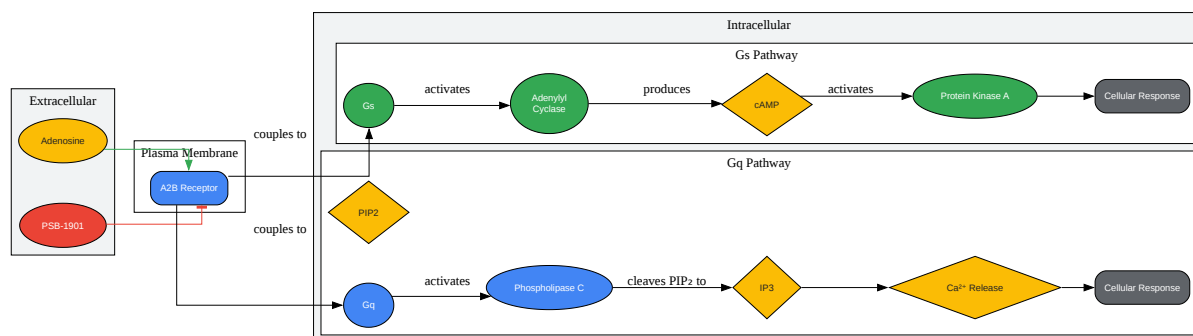 Intracellular
Gs Pathway
activates
produces
activates
Gs
Adenylyl
Cyclase
cAMP
Protein Kinase A
Cellular Response
Extracellular
Adenosine
couples to
Plasma Membrane
A2B Receptor
PSB-1901
couples to
Gq Pathway
PIP2
activates
cleaves PIP₂ to
Gq
Phospholipase C
IP3
Ca²⁺ Release
Cellular Response